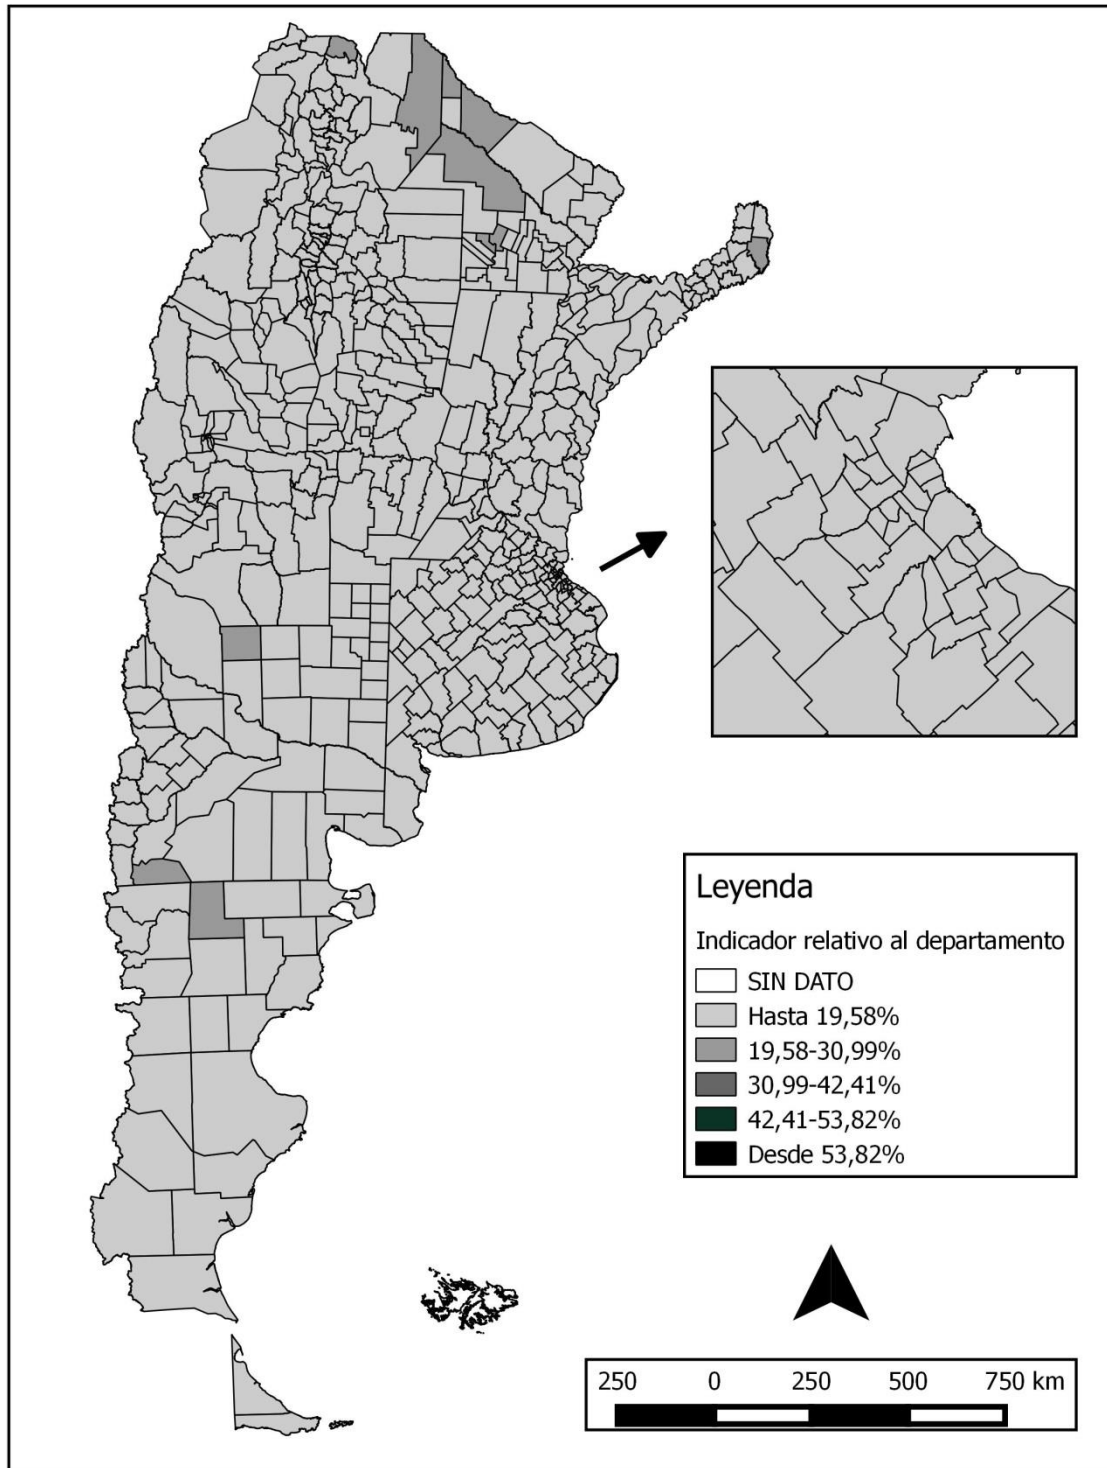 Leyenda
Indicador relativo al departamento
SIN DATO
Hasta 19,58%
19,58-30,99%
30,99-42,41%
42,41-53,82%
Desde 53,82%
250 0 250 500 750 km